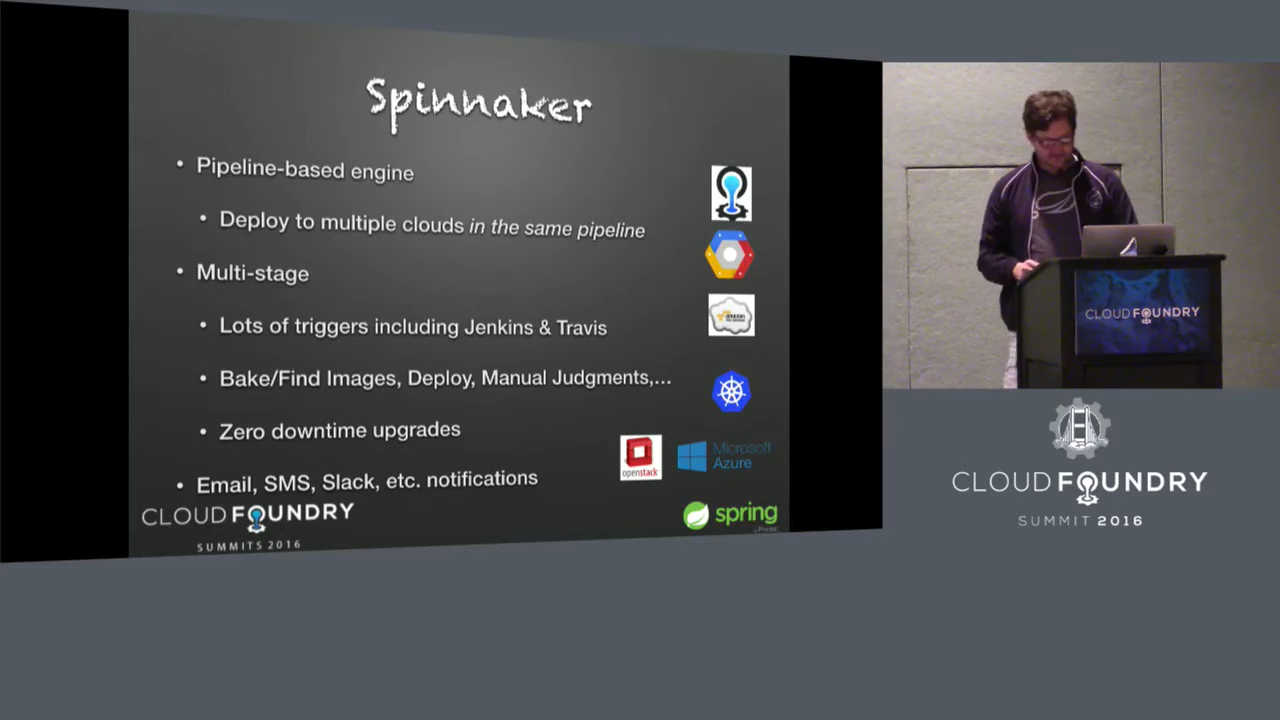 Spinnaker
• Pipeline-based engine
• Deploy to multiple clouds in the same pipeline
• Multi-stage
• Lots of triggers including Jenkins & Travis
• Bake/Find Images, Deploy, Manual Judgments,...
• Zero downtime upgrades
• Email, SMS, Slack, etc. notifications
amazon
openstack
Microsoft
Azure
spring
CLOUD FOUNDRY
SUMMITS 2016
CLOUD FOUNDRY
CLOUD FOUNDRY
SUMMIT 2016